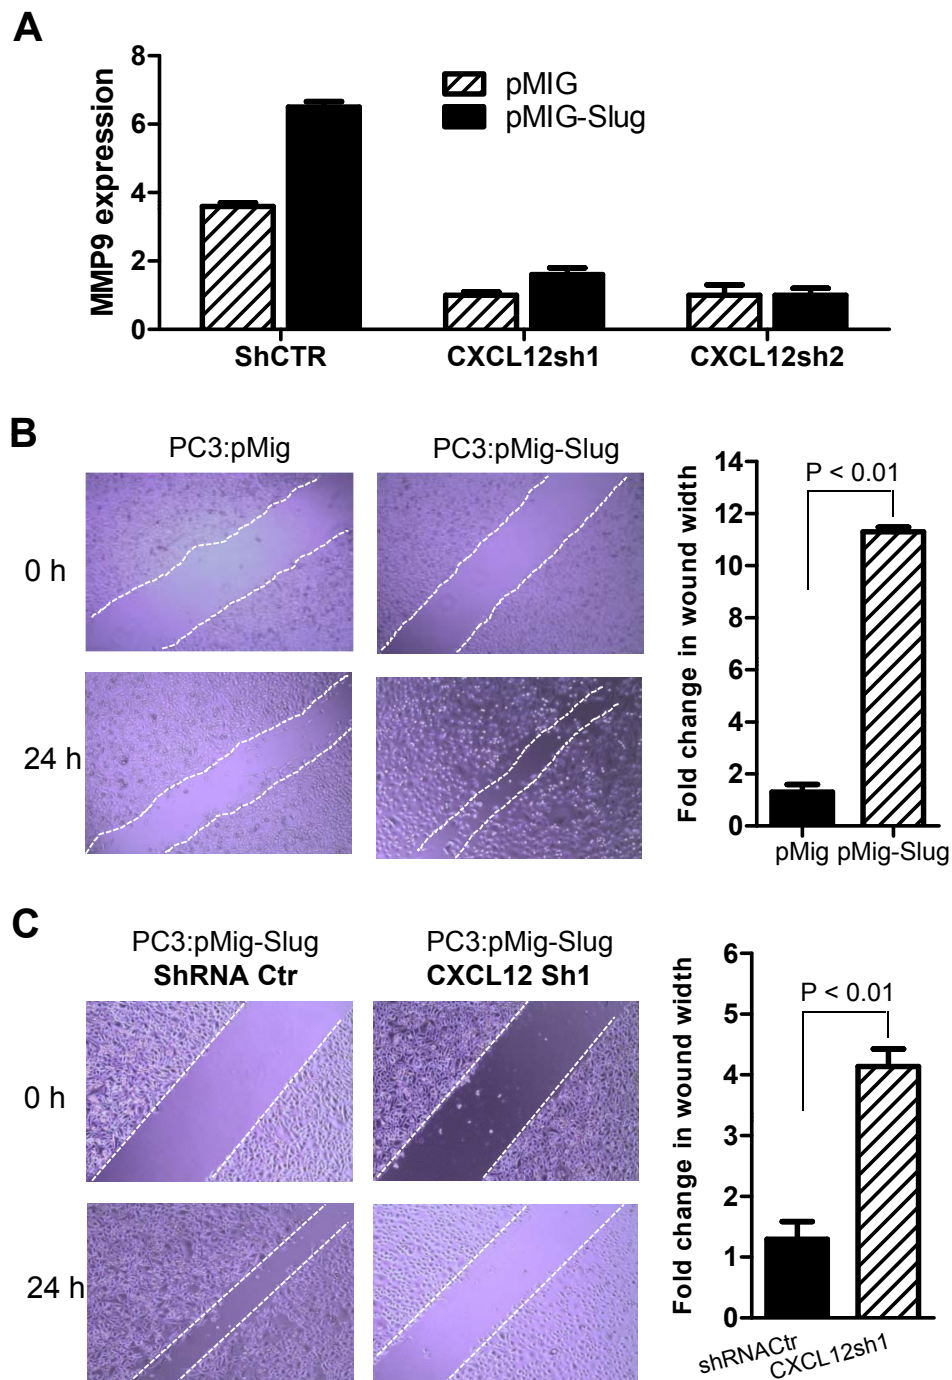 A
MMP9 expression
8
6
4
2
0
pMIG
pMIG-Slug
ShCTR CXCL12sh1 CXCL12sh2
B
PC3:pMig PC3:pMig-Slug
0 h
24 h
Fold change in wound width
14
12
10
8
6
4
2
0
P < 0.01
pMig pMig-Slug
C
PC3:pMig-Slug PC3:pMig-Slug
ShRNA Ctr CXCL12 Sh1
0 h
24 h
Fold change in wound width
6
5
4
3
2
1
0
P < 0.01
shRNACtr CXCL12sh1